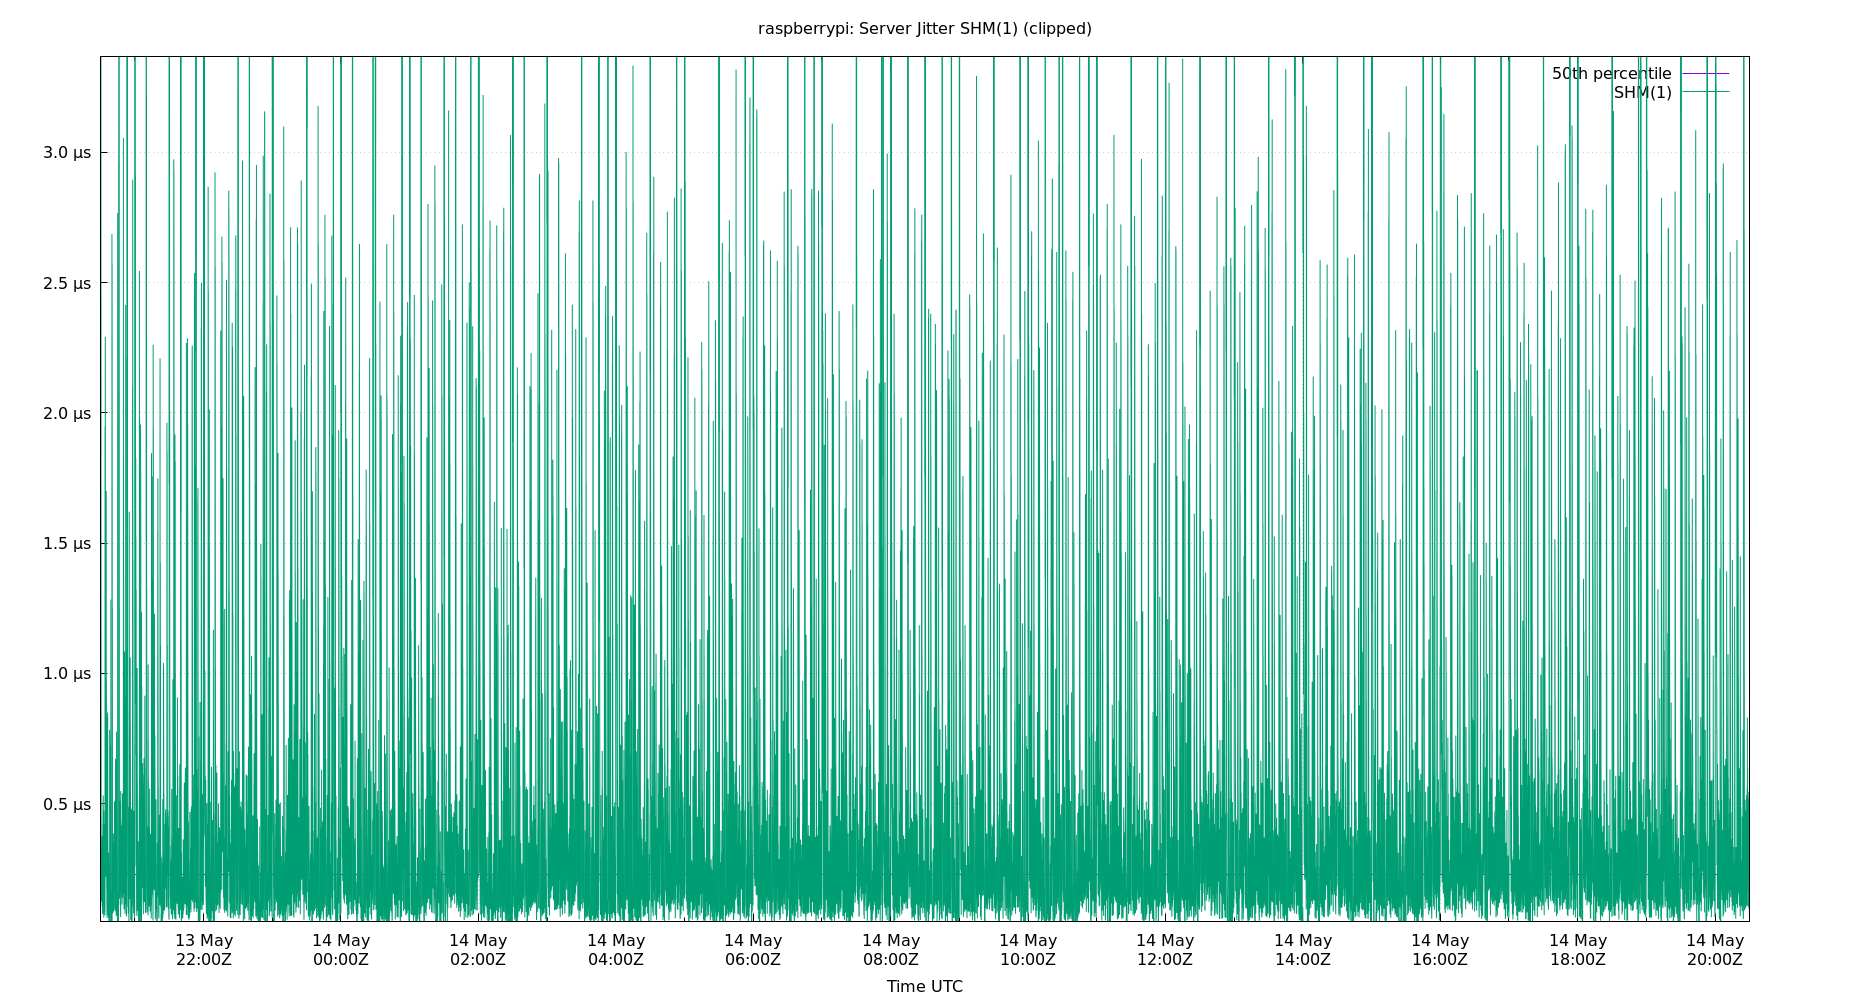 raspberrypi: Server Jitter SHM(1) (clipped)
50th percentile
SHM(1)
3.0 µs
2.5 µs
2.0 µs
1.5 µs
1.0 µs
0.5 µs
13 May 14 May 14 May 14 May 14 May 14 May 14 May 14 May 14 May 14 May 14 May 14 May
22:00Z 00:00Z 02:00Z 04:00Z 06:00Z 08:00Z 10:00Z 12:00Z 14:00Z 16:00Z 18:00Z 20:00Z
Time UTC